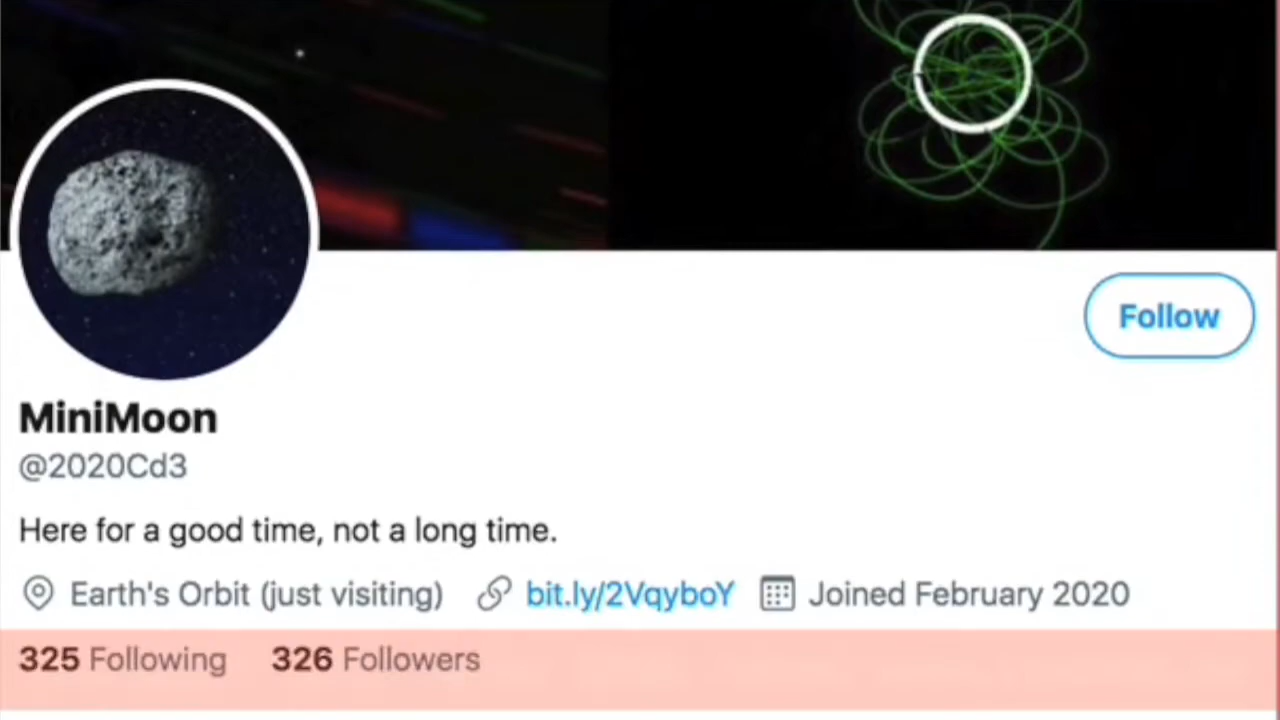 Follow
MiniMoon
@2020Cd3
Here for a good time, not a long time.
Earth's Orbit (just visiting) bit.ly/2VqyboY Joined February 2020
325 Following 326 Followers